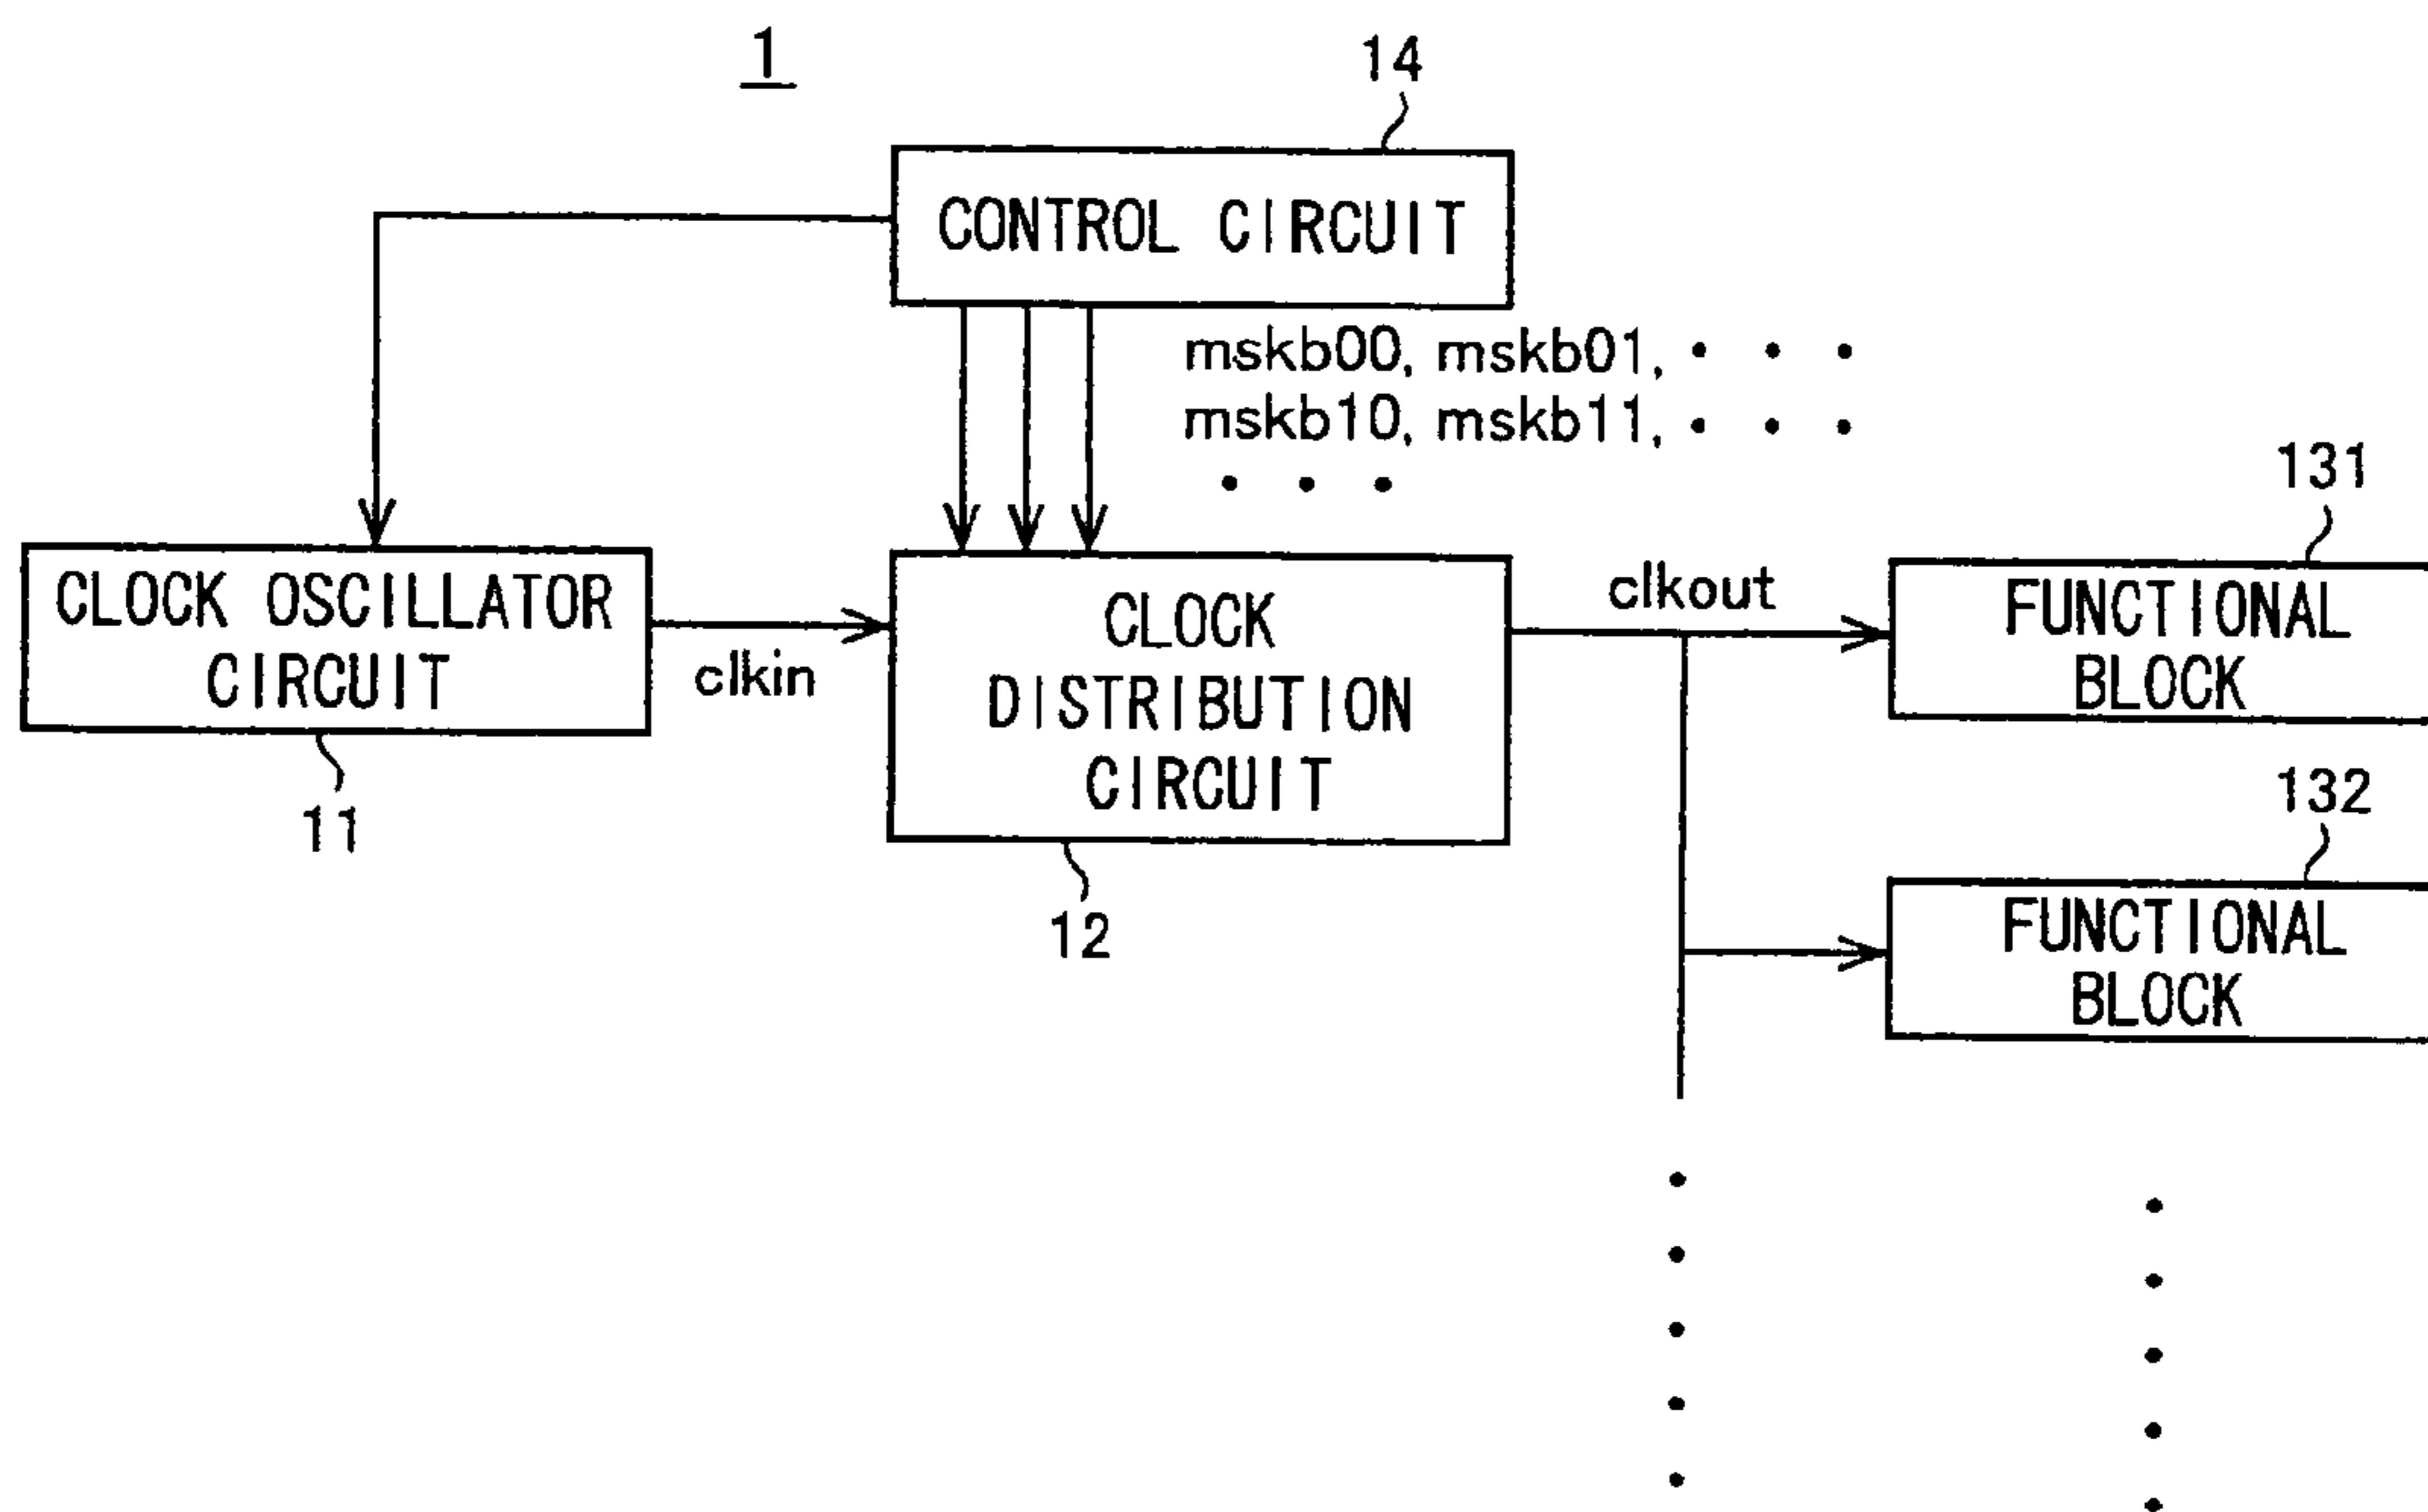 1
14
CONTROL CIRCUIT
mskb00, mskb01, • • •
mskb10, mskb11, • • •
• • •
131
CLOCK OSCILLATOR
CIRCUIT
11
clkin
CLOCK
DISTRIBUTION
CIRCUIT
12
clkout
FUNCTIONAL
BLOCK
132
FUNCTIONAL
BLOCK